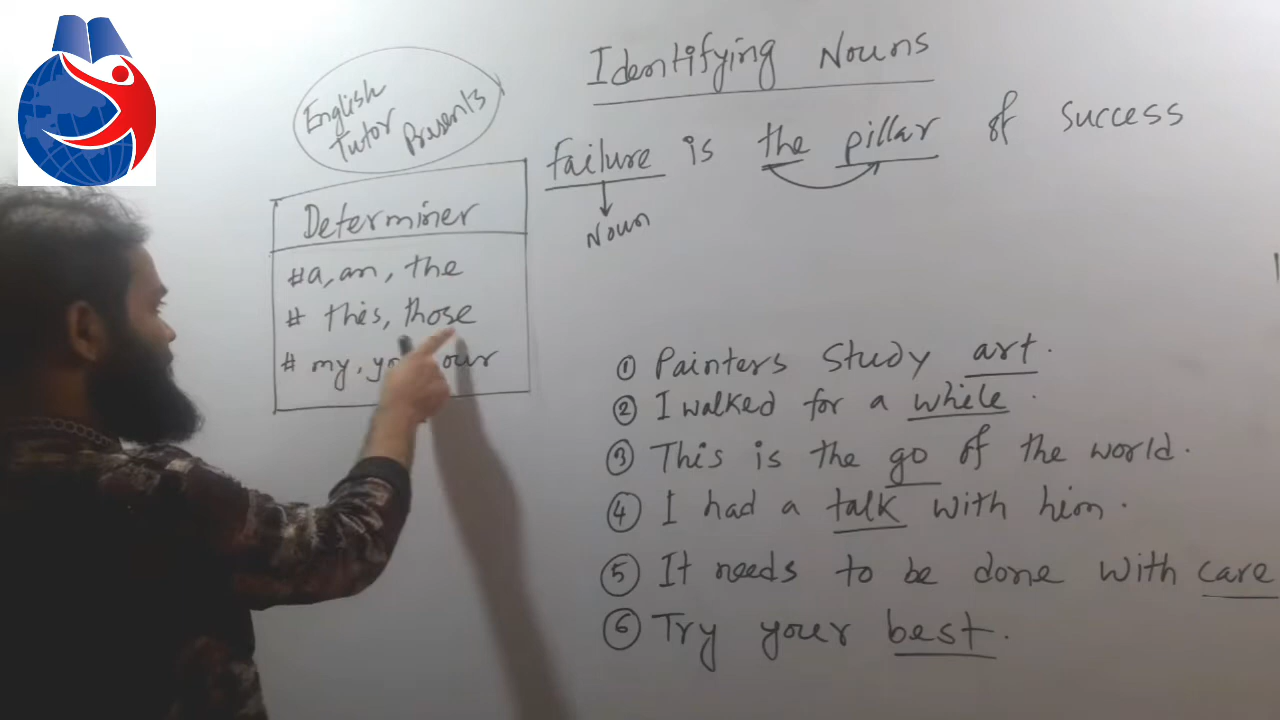 English
Tutor
Presents
Identifying Nouns
failure is the pillar of success
Noun
Determiner
#a, an, the
# this, those
# my, our
① Painters study art.
② I walked for a while.
③ This is the go of the world.
④ I had a talk with him.
⑤ It needs to be done with care
⑥ Try your best.